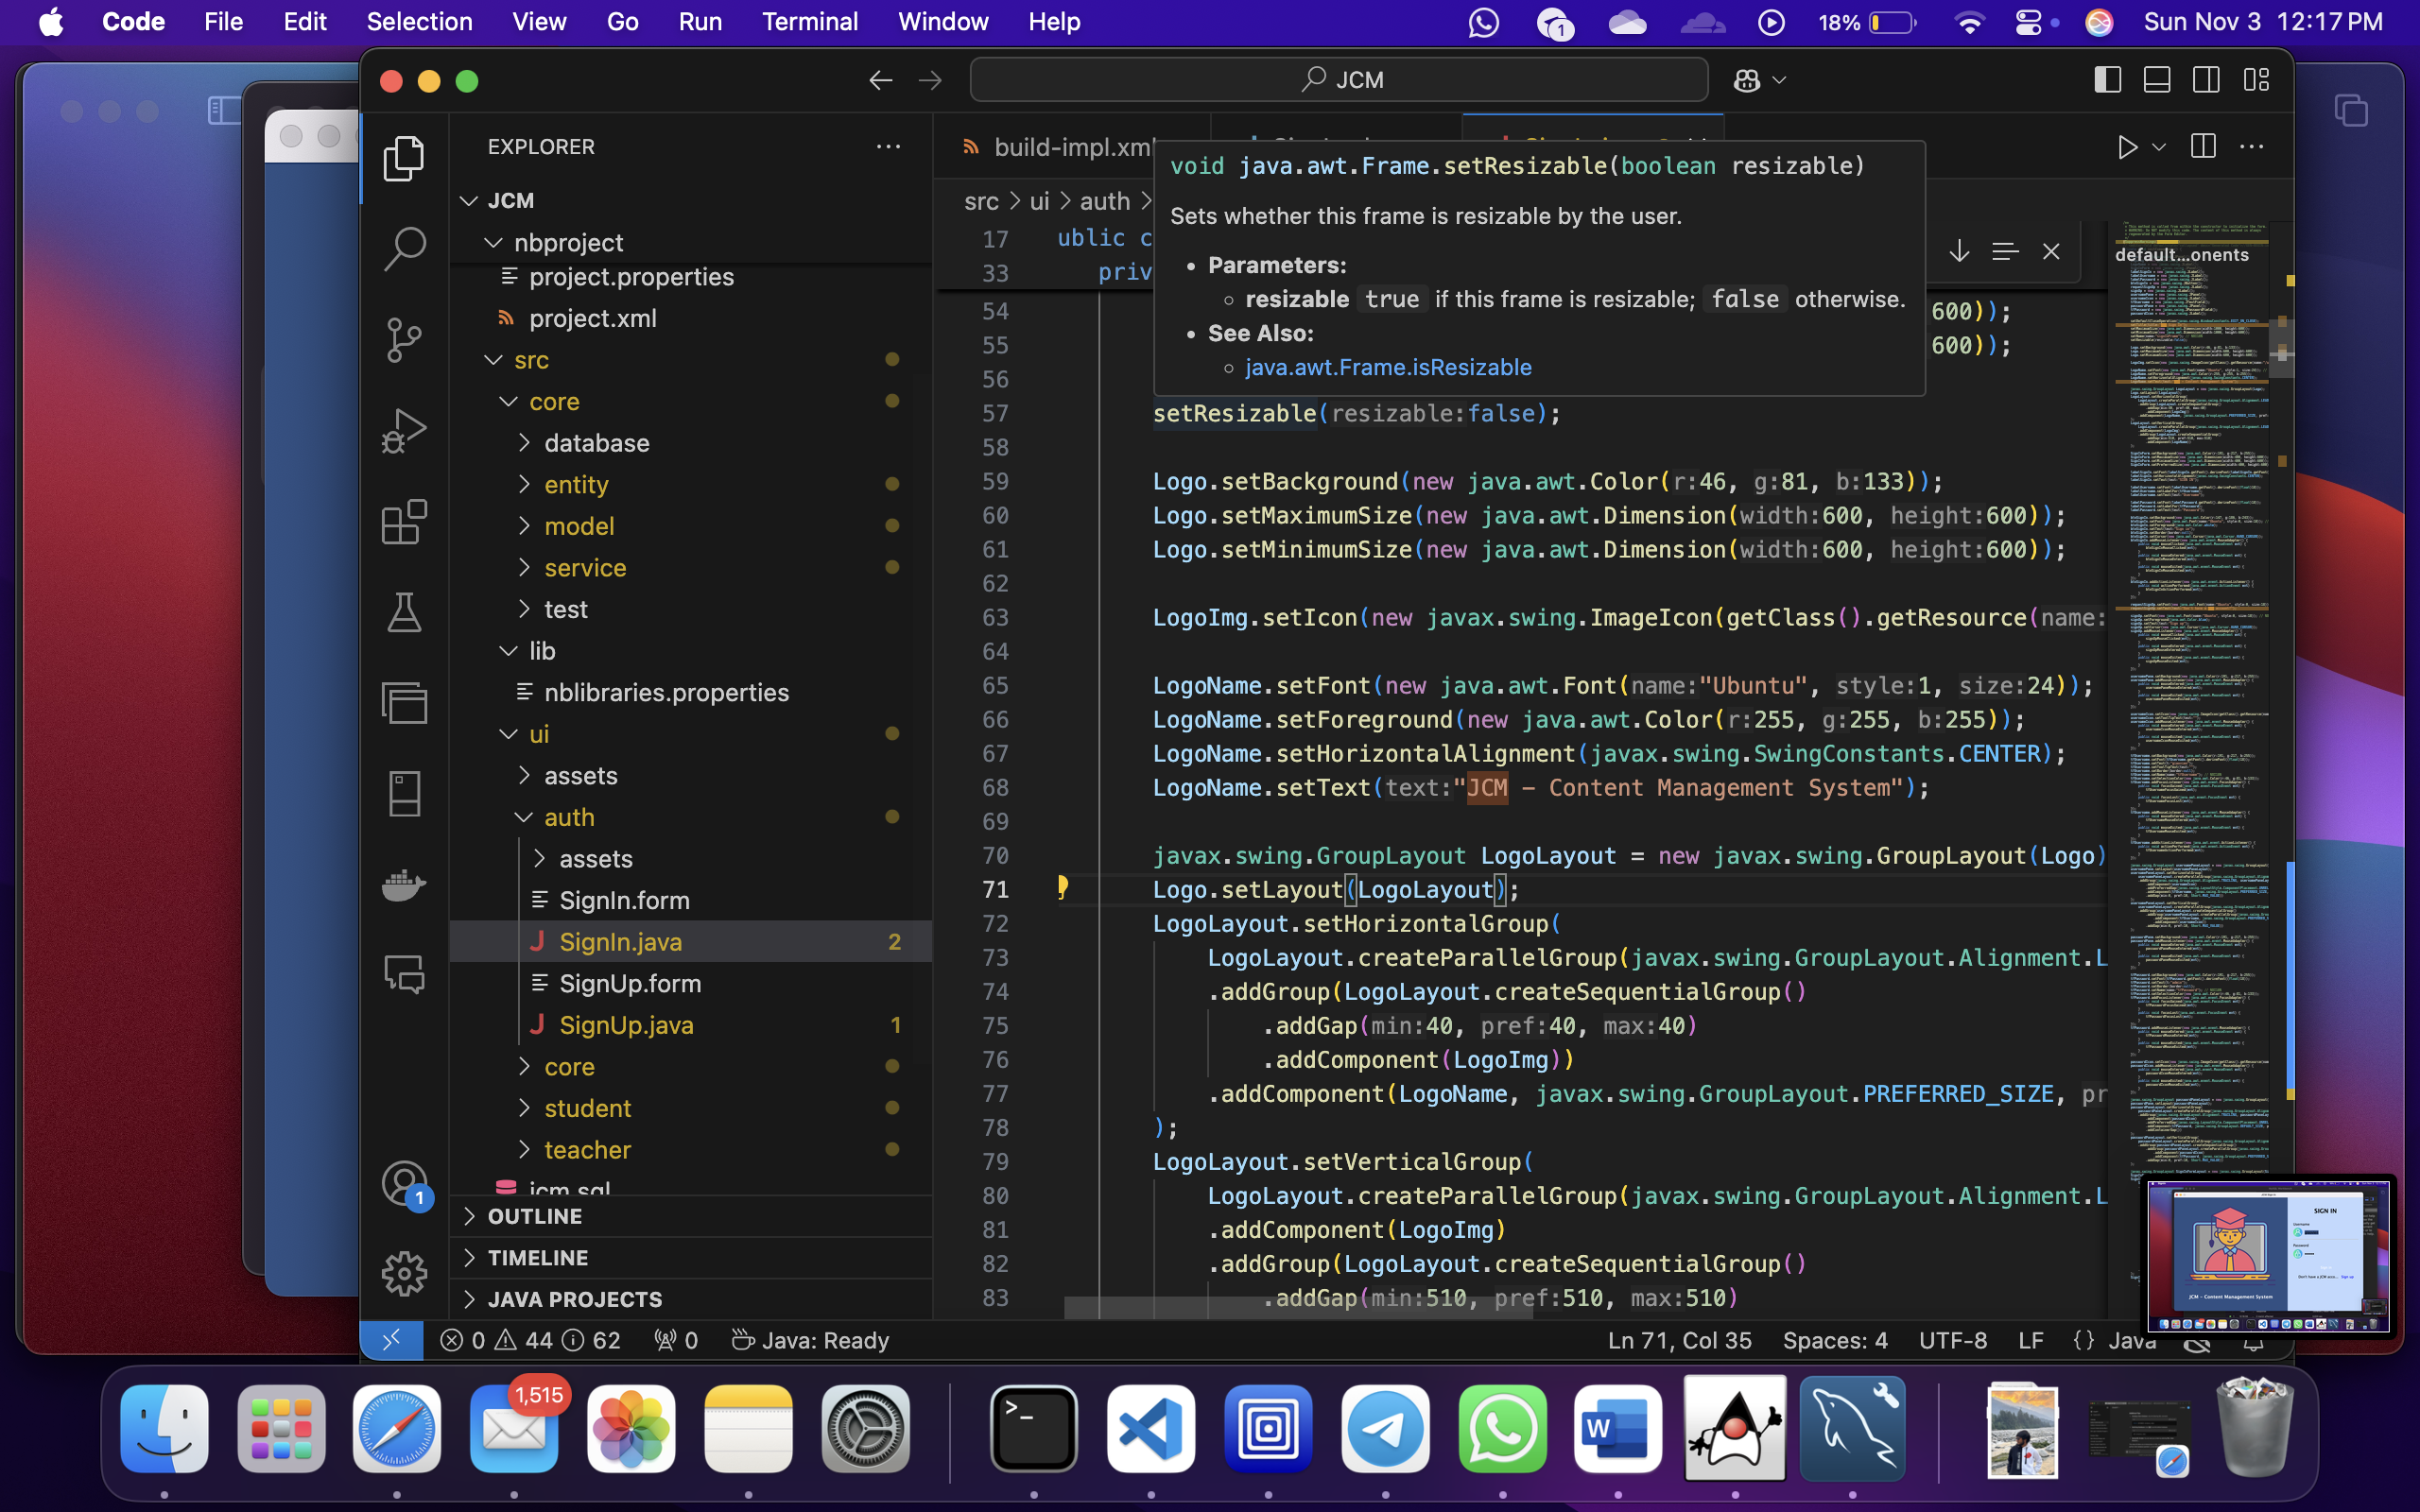 Code File Edit Selection View Go Run Terminal Window Help 1 18% Sun Nov 3 12:17 PM
JCM
EXPLORER
JCM
nbproject
project.properties
project.xml
src
core
database
entity
model
service
test
lib
nblibraries.properties
ui
assets
auth
assets
SignIn.form
SignIn.java 2
SignUp.form
SignUp.java 1
core
student
teacher
jcm.sql
OUTLINE
TIMELINE
JAVA PROJECTS
1
build-impl.xml
src > ui > auth >
void java.awt.Frame.setResizable(boolean resizable)
Sets whether this frame is resizable by the user.
• Parameters:
resizable true if this frame is resizable; false otherwise.
• See Also:
java.awt.Frame.isResizable
default...onents
17 ublic c
33 priv
54 600));
55 600));
56
57 setResizable(resizable:false);
58
59 Logo.setBackground(new java.awt.Color(r:46, g:81, b:133));
60 Logo.setMaximumSize(new java.awt.Dimension(width:600, height:600));
61 Logo.setMinimumSize(new java.awt.Dimension(width:600, height:600));
62
63 LogoImg.setIcon(new javax.swing.ImageIcon(getClass().getResource(name:
64
65 LogoName.setFont(new java.awt.Font(name:"Ubuntu", style:1, size:24));
66 LogoName.setForeground(new java.awt.Color(r:255, g:255, b:255));
67 LogoName.setHorizontalAlignment(javax.swing.SwingConstants.CENTER);
68 LogoName.setText(text:"JCM – Content Management System");
69
70 javax.swing.GroupLayout LogoLayout = new javax.swing.GroupLayout(Logo)
71 Logo.setLayout(LogoLayout);
72 LogoLayout.setHorizontalGroup(
73 LogoLayout.createParallelGroup(javax.swing.GroupLayout.Alignment.L
74 .addGroup(LogoLayout.createSequentialGroup()
75 .addGap(min:40, pref:40, max:40)
76 .addComponent(LogoImg))
77 .addComponent(LogoName, javax.swing.GroupLayout.PREFERRED_SIZE, pr
78 );
79 LogoLayout.setVerticalGroup(
80 LogoLayout.createParallelGroup(javax.swing.GroupLayout.Alignment.L
81 .addComponent(LogoImg)
82 .addGroup(LogoLayout.createSequentialGroup()
83 .addGap(min:510, pref:510, max:510)
SIGN IN
Username
Password
Sign up
JCM - Content Management System
0 44 62 0 Java: Ready Ln 71, Col 35 Spaces: 4 UTF-8 LF {} Java
1,515
>_
W